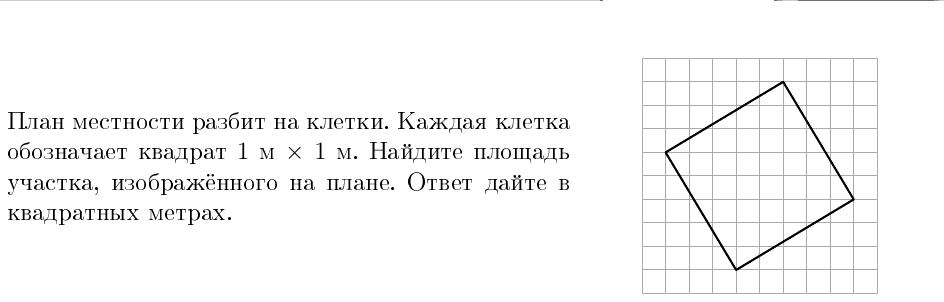 План местности разбит на клетки. Каждая клетка
обозначает квадрат 1 м × 1 м. Найдите площадь
участка, изображённого на плане. Ответ дайте в
квадратных метрах.